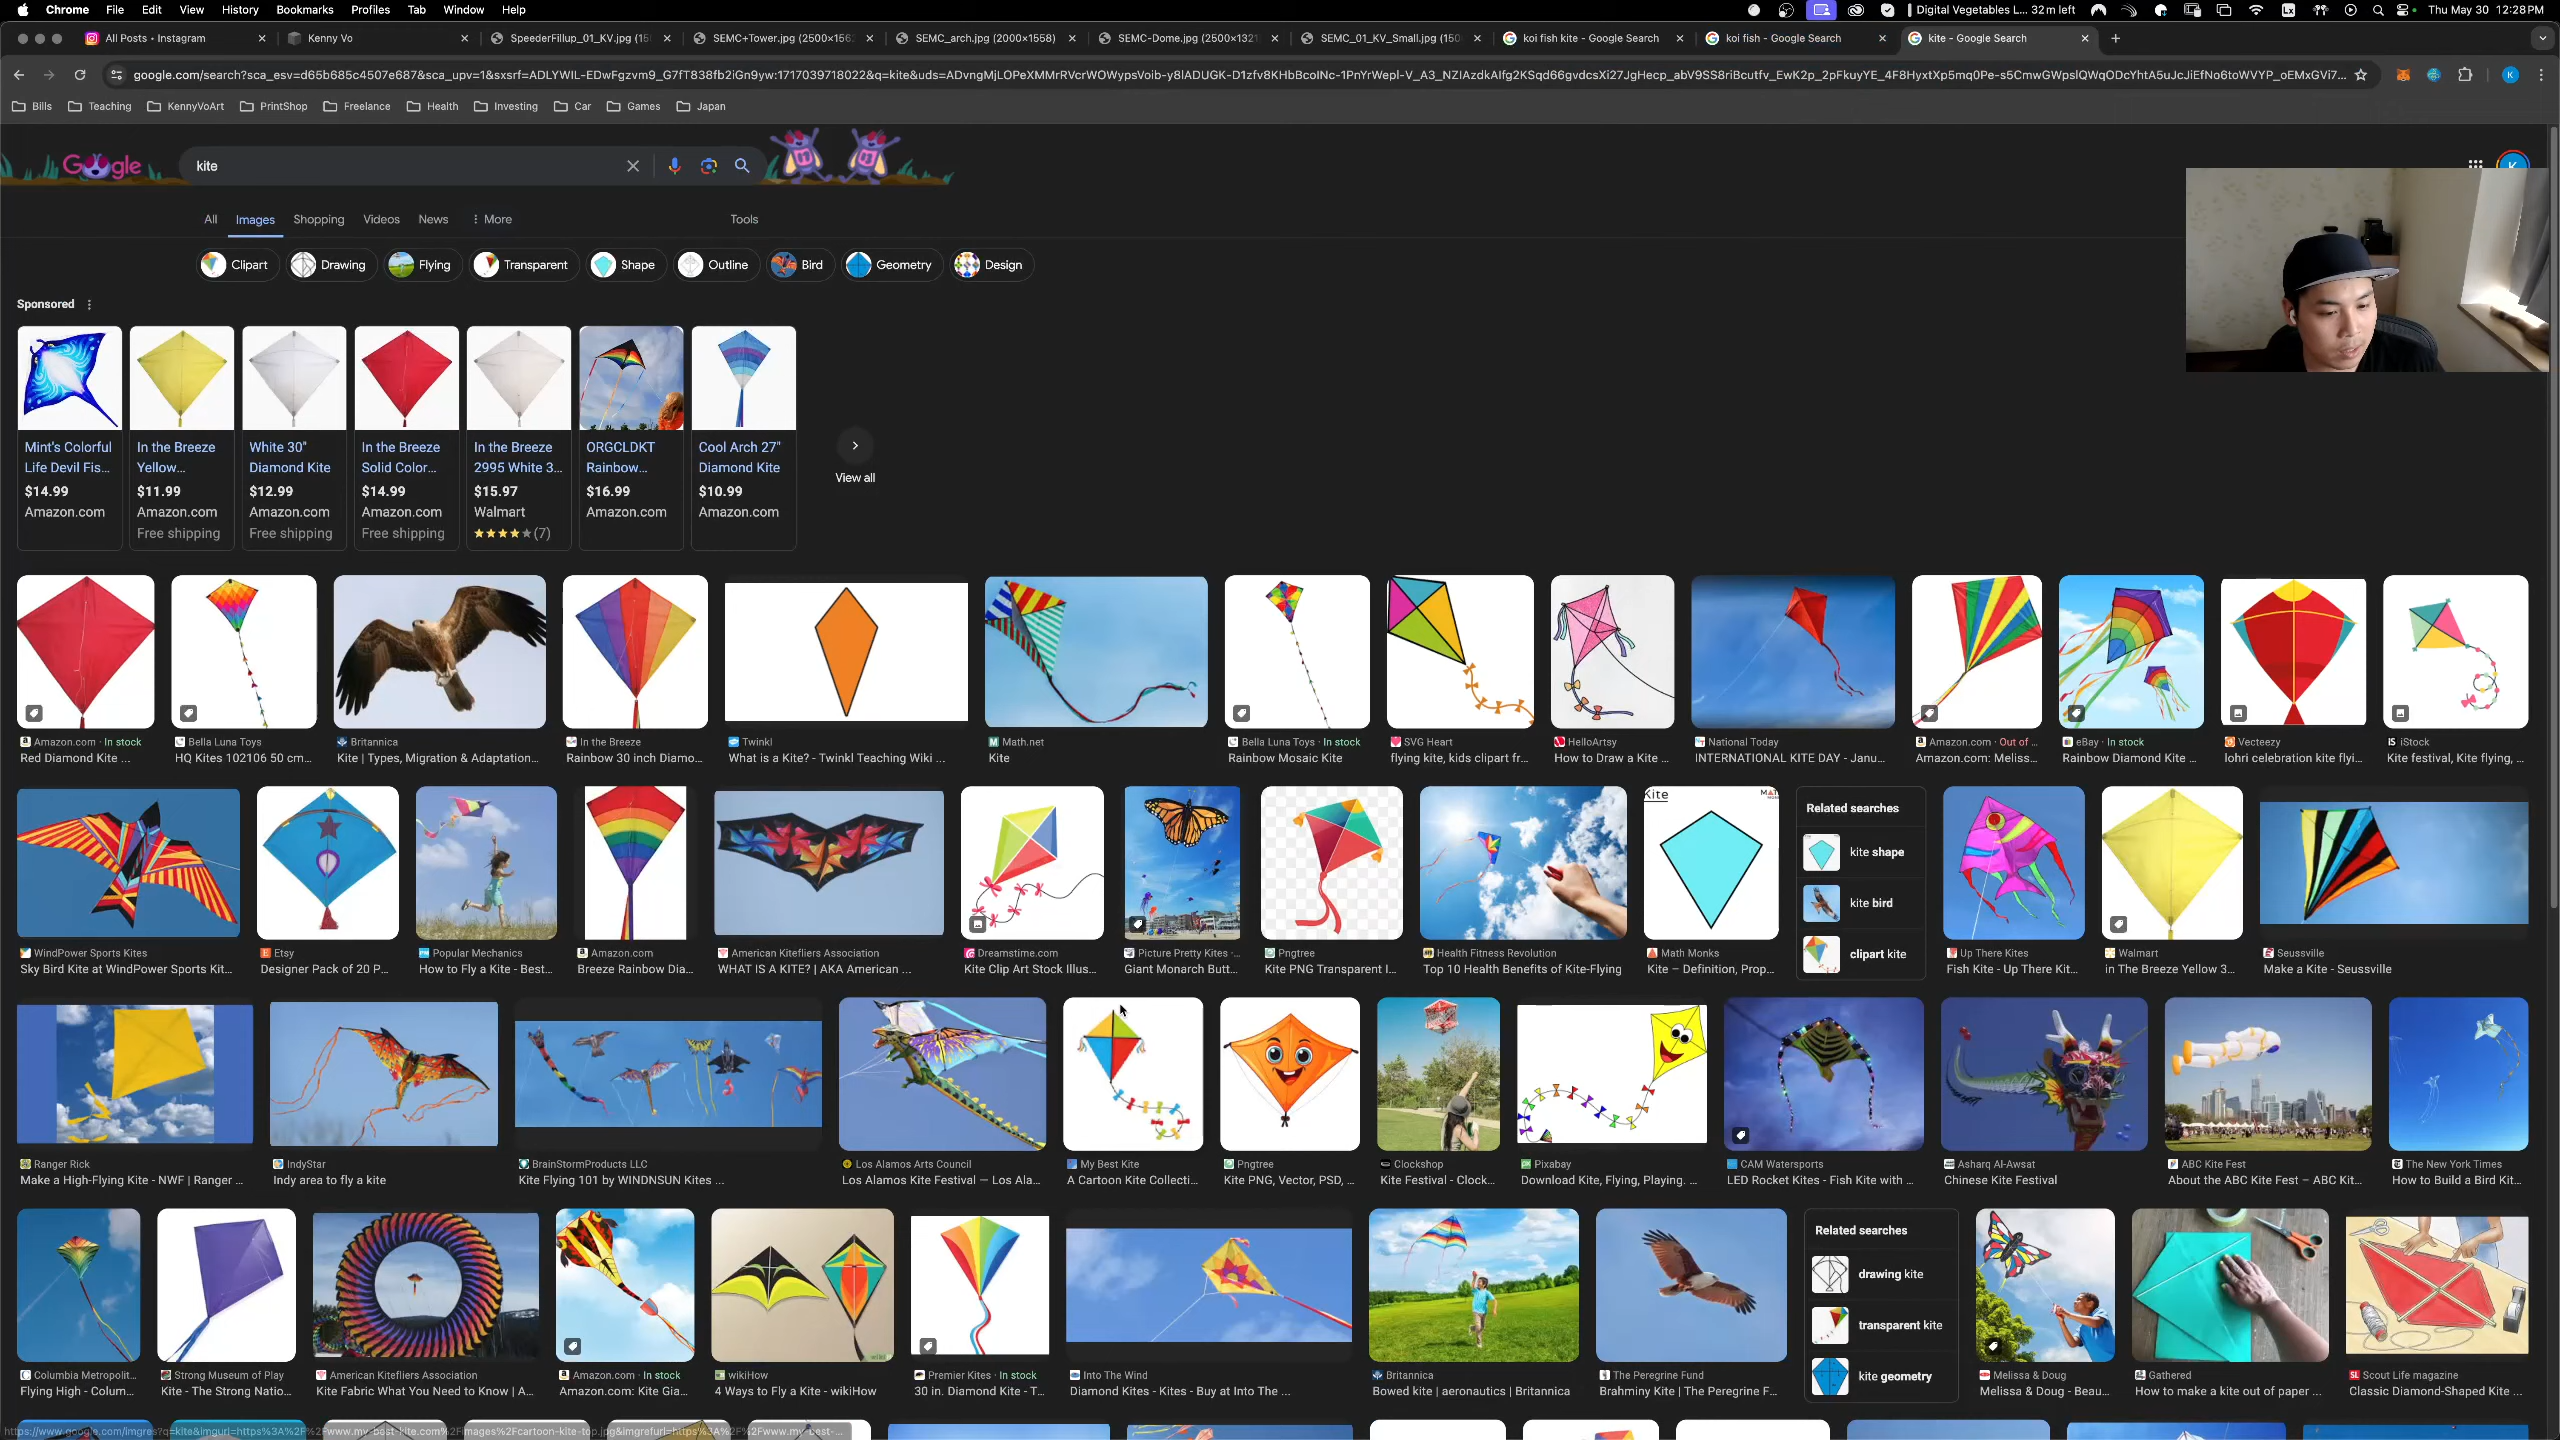 Chrome File Edit View History Bookmarks Profiles Tab Window Help Digital Vegetables L... 32m left Thu May 30 12:28PM
All Posts • Instagram Kenny Vo SpeederFillup_01_KV.jpg (15 SEMC+Tower.jpg (2500×156 SEMC_arch.jpg (2000×1558) SEMC-Dome.jpg (2500×1321 SEMC_01_KV_Small.jpg (150 koi fish kite - Google Search koi fish - Google Search kite - Google Search
Bills Teaching KennyVoArt PrintShop Freelance Health Investing Car Games Japan
Google kite
All Images Shopping Videos News More Tools
Clipart Drawing Flying Transparent Shape Outline Bird Geometry Design
Sponsored
Mint's Colorful In the Breeze White 30" In the Breeze In the Breeze ORGCLDKT Cool Arch 27"
Life Devil Fis... Yellow... Diamond Kite Solid Color... 2995 White 3... Rainbow... Diamond Kite
$14.99 $11.99 $12.99 $14.99 $15.97 $16.99 $10.99
Amazon.com Amazon.com Amazon.com Amazon.com Walmart Amazon.com Amazon.com
Free shipping Free shipping Free shipping (7)
View all
Amazon.com · In stock Bella Luna Toys Britannica In the Breeze Twinkl Math.net Bella Luna Toys · In stock SVG Heart HelloArtsy National Today Amazon.com · Out of ... eBay · In stock Vecteezy iStock
Red Diamond Kite ... HQ Kites 102106 50 cm... Kite | Types, Migration & Adaptation... Rainbow 30 inch Diamo... What is a Kite? - Twinkl Teaching Wiki ... Kite Rainbow Mosaic Kite flying kite, kids clipart fr... How to Draw a Kite ... INTERNATIONAL KITE DAY - Janu... Amazon.com: Meliss... Rainbow Diamond Kite ... lohri celebration kite flyi... Kite festival, Kite flying, ...
Kite
Related searches
kite shape
kite bird
clipart kite
WindPower Sports Kites Etsy Popular Mechanics Amazon.com American Kitefliers Association Dreamstime.com Picture Pretty Kites · ... Pngtree Health Fitness Revolution Math Monks Up There Kites Walmart Seussville
Sky Bird Kite at WindPower Sports Kit... Designer Pack of 20 P... How to Fly a Kite - Best... Breeze Rainbow Dia... WHAT IS A KITE? | AKA American ... Kite Clip Art Stock Illus... Giant Monarch Butt... Kite PNG Transparent I... Top 10 Health Benefits of Kite-Flying Kite – Definition, Prop... Fish Kite - Up There Kit... in The Breeze Yellow 3... Make a Kite - Seussville
Ranger Rick IndyStar BrainStormProducts LLC Los Alamos Arts Council My Best Kite Pngtree Clockshop Pixabay CAM Watersports Asharq Al-Awsat ABC Kite Fest The New York Times
Make a High-Flying Kite - NWF | Ranger ... Indy area to fly a kite Kite Flying 101 by WINDNSUN Kites ... Los Alamos Kite Festival — Los Ala... A Cartoon Kite Collecti... Kite PNG, Vector, PSD, ... Kite Festival - Clock... Download Kite, Flying, Playing. ... LED Rocket Kites - Fish Kite with ... Chinese Kite Festival About the ABC Kite Fest – ABC Kit... How to Build a Bird Kit...
Related searches
drawing kite
transparent kite
kite geometry
Columbia Metropolit... Strong Museum of Play American Kitefliers Association Amazon.com · In stock wikiHow Premier Kites · In stock Into The Wind Britannica The Peregrine Fund Melissa & Doug Gathered Scout Life magazine
Flying High - Colum... Kite - The Strong Natio... Kite Fabric What You Need to Know | A... Amazon.com: Kite Gia... 4 Ways to Fly a Kite - wikiHow 30 in. Diamond Kite - T... Diamond Kites - Kites - Buy at Into The ... Bowed kite | aeronautics | Britannica Brahminy Kite | The Peregrine F... Melissa & Doug - Beau... How to make a kite out of paper ... Classic Diamond-Shaped Kite ...